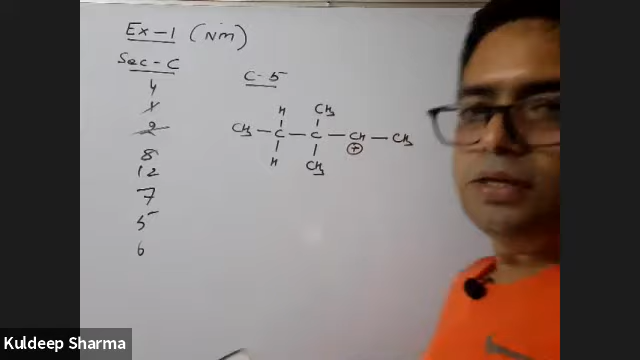 Ex-1 (NM)
Sec-C
4
1
2
8
12
7
5
6
C-5
H CH3
CH3 - C - C - CH - CH3
H CH3 +
Kuldeep Sharma